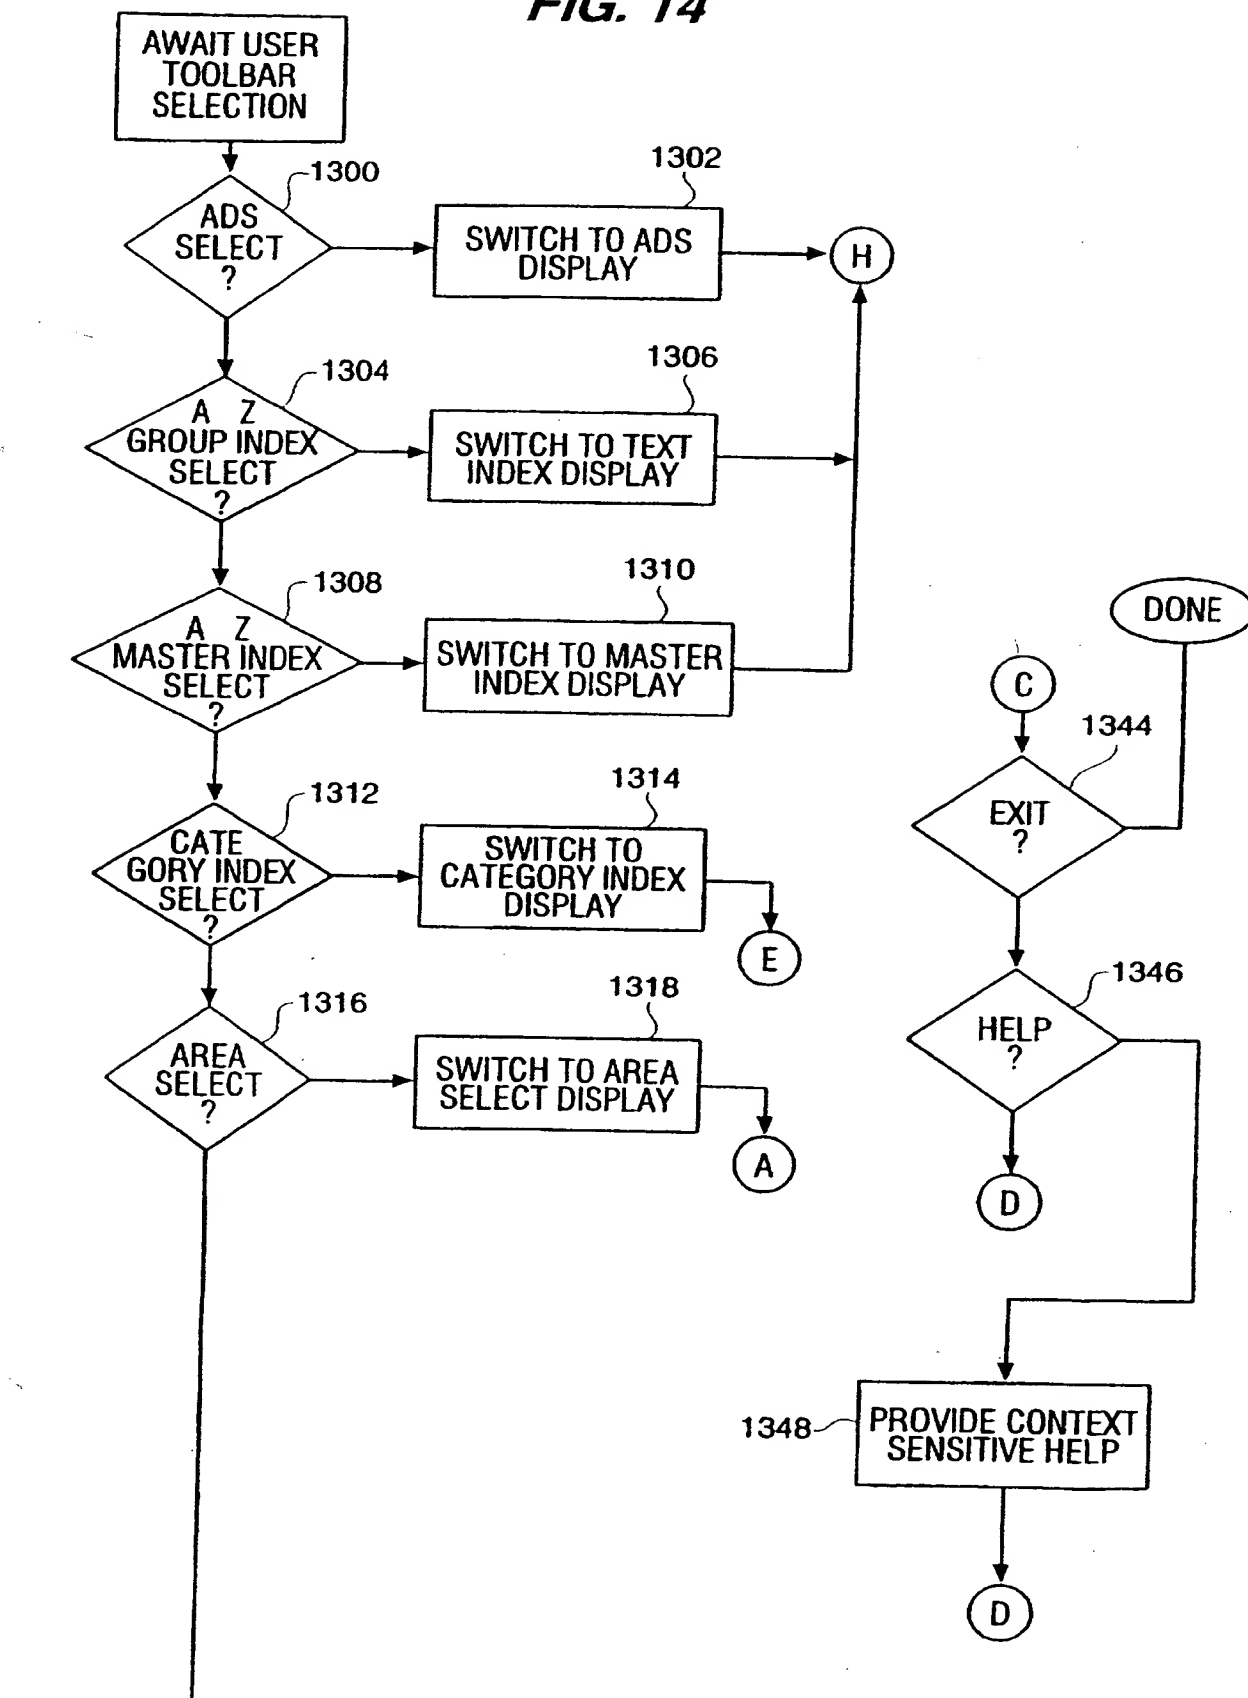 FIG. 14
AWAIT USER
TOOLBAR
SELECTION
1300
ADS
SELECT
?
1302
SWITCH TO ADS
DISPLAY
H
1304
A Z
GROUP INDEX
SELECT
?
1306
SWITCH TO TEXT
INDEX DISPLAY
1308
A Z
MASTER INDEX
SELECT
?
1310
SWITCH TO MASTER
INDEX DISPLAY
1312
CATE
GORY INDEX
SELECT
?
1314
SWITCH TO
CATEGORY INDEX
DISPLAY
E
1316
AREA
SELECT
?
1318
SWITCH TO AREA
SELECT DISPLAY
A
DONE
C
1344
EXIT
?
1346
HELP
?
D
1348
PROVIDE CONTEXT
SENSITIVE HELP
D